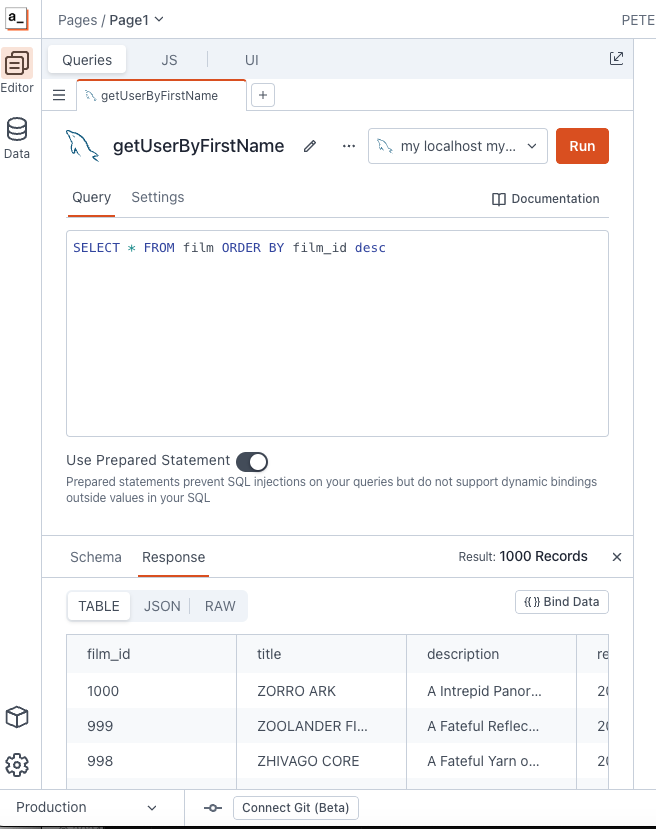 a_
Pages / Page1
PETE
Queries
JS
UI
Editor
getUserByFirstName
+
Data
getUserByFirstName
...
my localhost my...
Run
Query
Settings
Documentation
SELECT * FROM film ORDER BY film_id desc
Use Prepared Statement
Prepared statements prevent SQL injections on your queries but do not support dynamic bindings
outside values in your SQL
Schema
Response
Result: 1000 Records
TABLE
JSON
RAW
{{ }} Bind Data
film_id title description re
1000 ZORRO ARK A Intrepid Panor... 20
999 ZOOLANDER FI... A Fateful Reflec... 20
998 ZHIVAGO CORE A Fateful Yarn o... 20
Production
Connect Git (Beta)